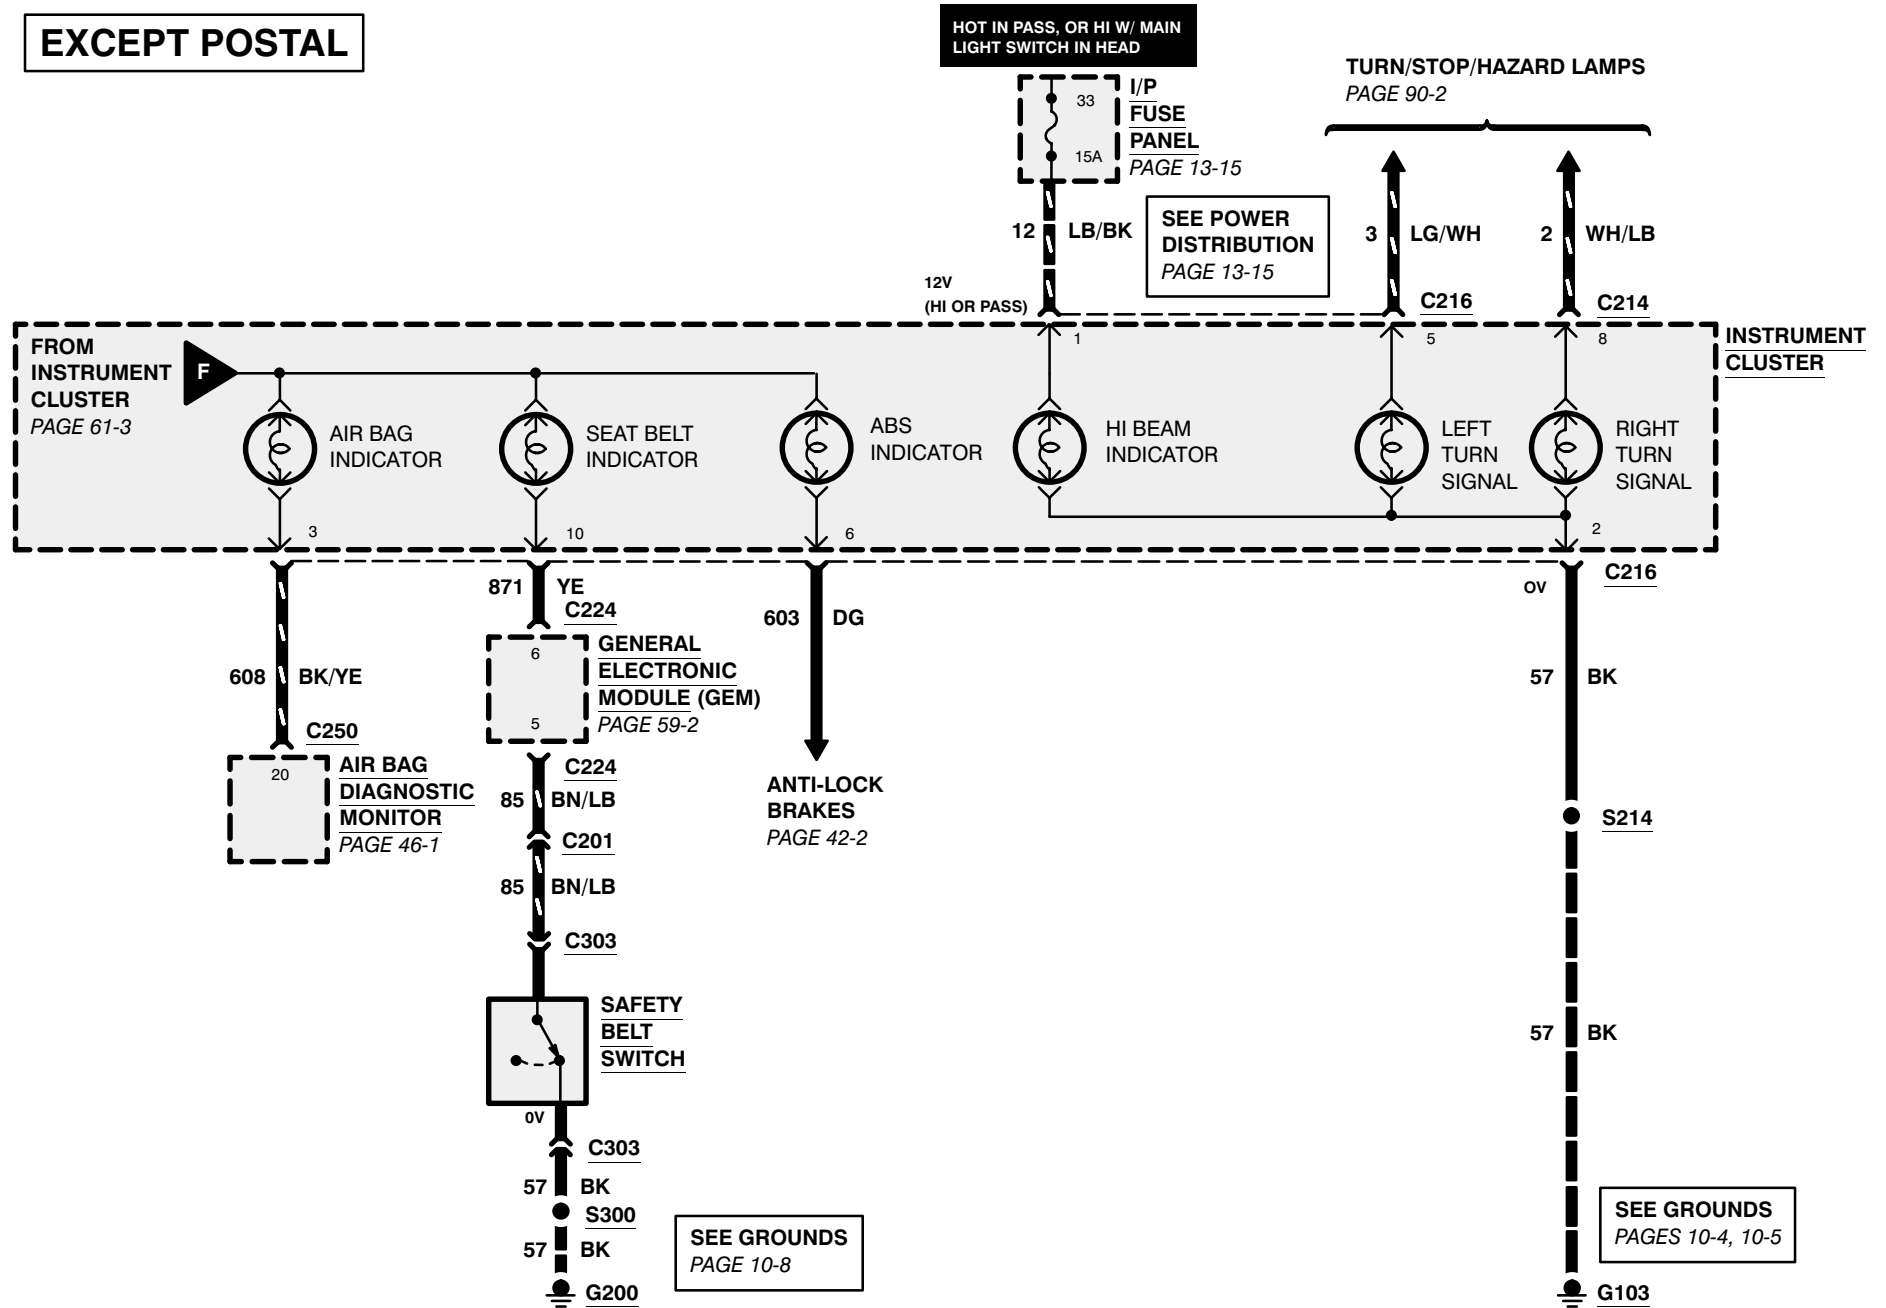 EXCEPT POSTAL
HOT IN PASS, OR HI W/ MAIN
LIGHT SWITCH IN HEAD
33
15A
I/P
FUSE
PANEL
PAGE 13-15
TURN/STOP/HAZARD LAMPS
PAGE 90-2
12
LB/BK
SEE POWER
DISTRIBUTION
PAGE 13-15
3
LG/WH
2
WH/LB
12V
(HI OR PASS)
C216
C214
FROM
INSTRUMENT
CLUSTER
PAGE 61-3
F
1
5
8
INSTRUMENT
CLUSTER
AIR BAG
INDICATOR
SEAT BELT
INDICATOR
ABS
INDICATOR
HI BEAM
INDICATOR
LEFT
TURN
SIGNAL
RIGHT
TURN
SIGNAL
3
10
6
2
871
YE
C224
603
DG
OV
C216
608
BK/YE
6
5
GENERAL
ELECTRONIC
MODULE (GEM)
PAGE 59-2
57
BK
C250
20
AIR BAG
DIAGNOSTIC
MONITOR
PAGE 46-1
C224
85
BN/LB
C201
ANTI-LOCK
BRAKES
PAGE 42-2
S214
85
BN/LB
C303
SAFETY
BELT
SWITCH
57
BK
0V
C303
57
BK
S300
57
BK
G200
SEE GROUNDS
PAGE 10-8
SEE GROUNDS
PAGES 10-4, 10-5
G103